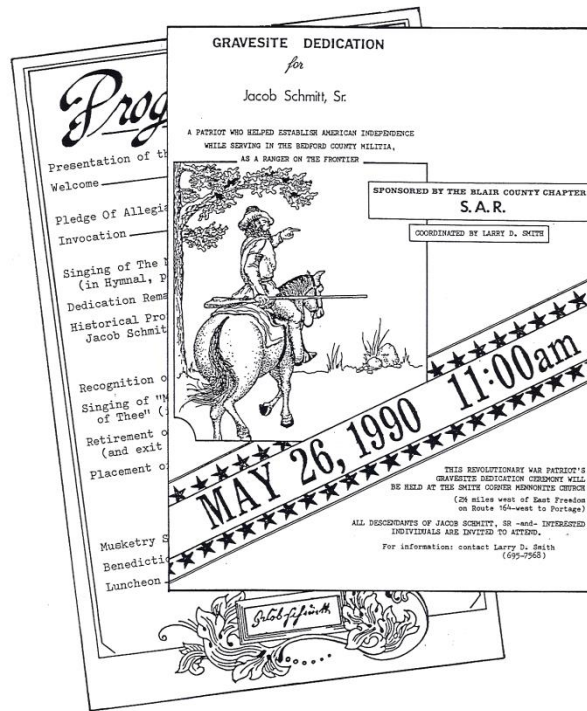 GRAVESITE DEDICATION
for
Jacob Schmitt, Sr.
A PATRIOT WHO HELPED ESTABLISH AMERICAN INDEPENDENCE
WHILE SERVING IN THE BEDFORD COUNTY MILITIA,
AS A RANGER ON THE FRONTIER
SPONSORED BY THE BLAIR COUNTY CHAPTER
S.A.R.
COORDINATED BY LARRY D. SMITH
MAY 26, 1990 11:00am
THIS REVOLUTIONARY WAR PATRIOT'S
GRAVESITE DEDICATION CEREMONY WILL
BE HELD AT THE SMITH CORNER MENNONITE CHURCH
(2½ miles west of East Freedom
on Route 164-west to Portage)
ALL DESCENDANTS OF JACOB SCHMITT, SR -and- INTERESTED
INDIVIDUALS ARE INVITED TO ATTEND.
For information: contact Larry D. Smith
(695-7568)
Prog
Presentation of th
Welcome
Pledge Of Allegia
Invocation
Singing of The
(in Hymnal, p
Dedication Rema
Historical Pro
Jacob Schmit
Recognition o
Singing of "M
of Thee" (
Retirement o
(and exit
Placement o
Musketry S
Benedictio
Luncheon
Jacob Schmitt